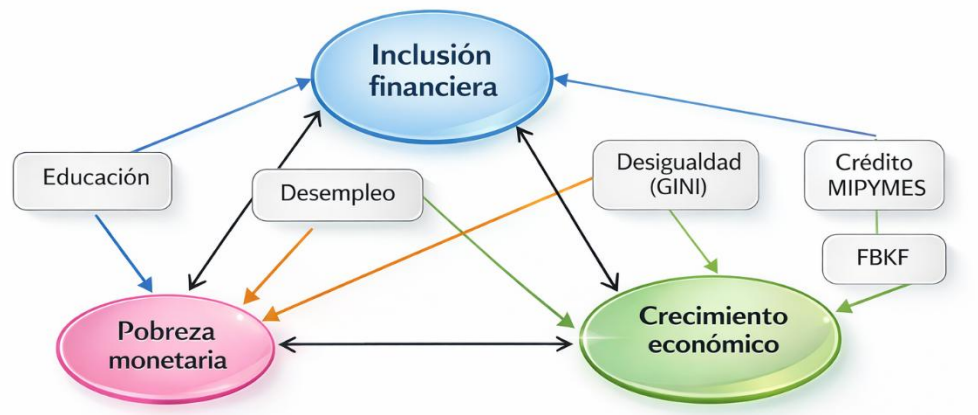 Inclusión
financiera
Educación
Desempleo
Desigualdad
(GINI)
Crédito
MIPYMES
FBKF
Pobreza
monetaria
Crecimiento
económico